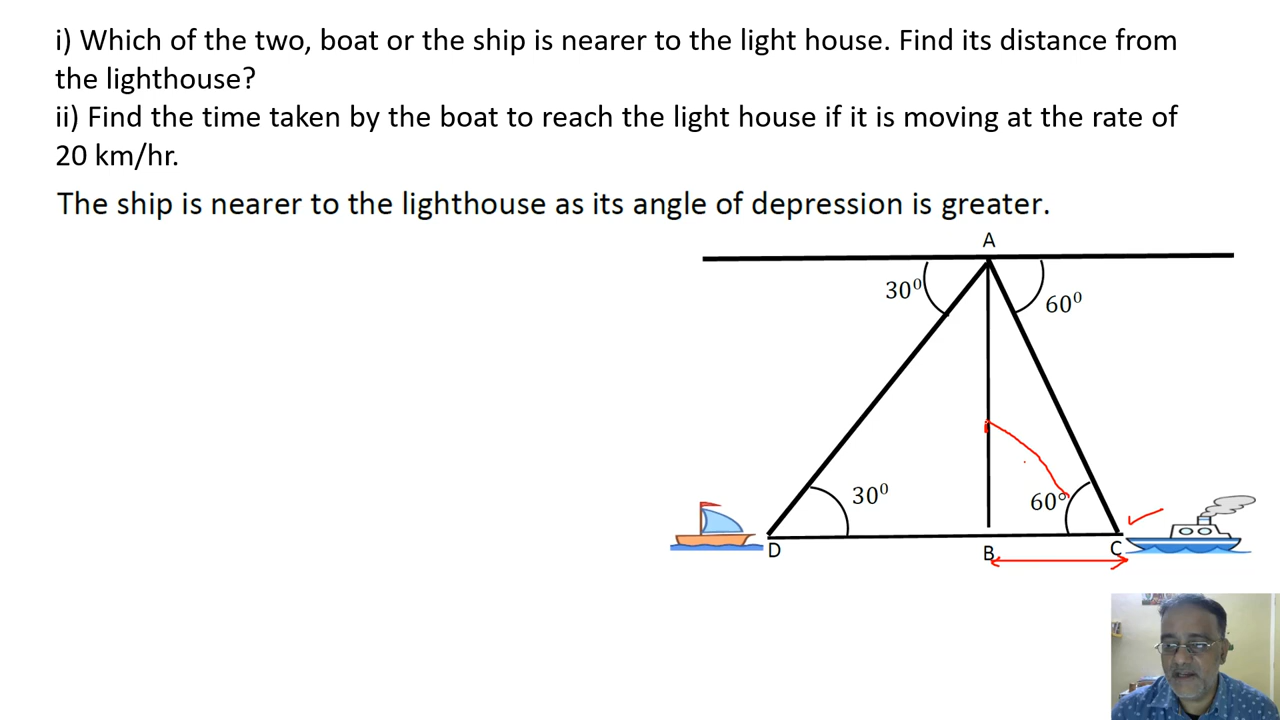 i) Which of the two, boat or the ship is nearer to the light house. Find its distance from
the lighthouse?
ii) Find the time taken by the boat to reach the light house if it is moving at the rate of
20 km/hr.
The ship is nearer to the lighthouse as its angle of depression is greater.
A
30⁰
60⁰
30⁰
60⁰
D
B
C